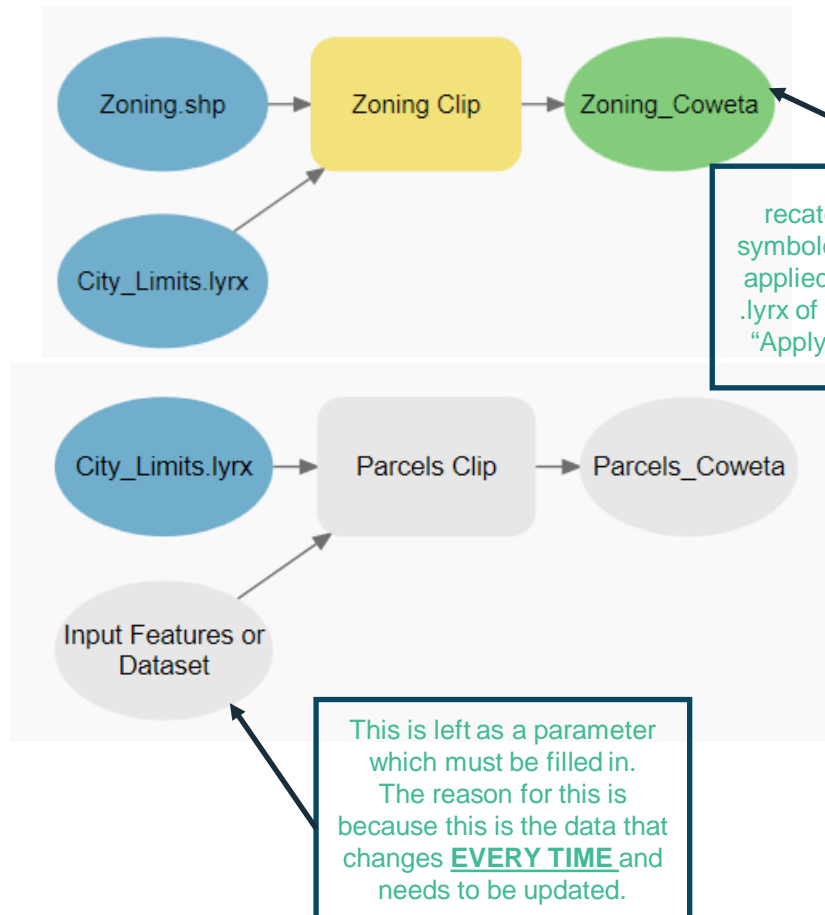 Zoning.shp
Zoning Clip
Zoning_Coweta
City_Limits.lyrx
applied
.lyrx of
“Apply
City_Limits.lyrx
Parcels Clip
Parcels_Coweta
Input Features or
Dataset
This is left as a parameter
which must be filled in.
The reason for this is
because this is the data that
changes EVERY TIME and
needs to be updated.